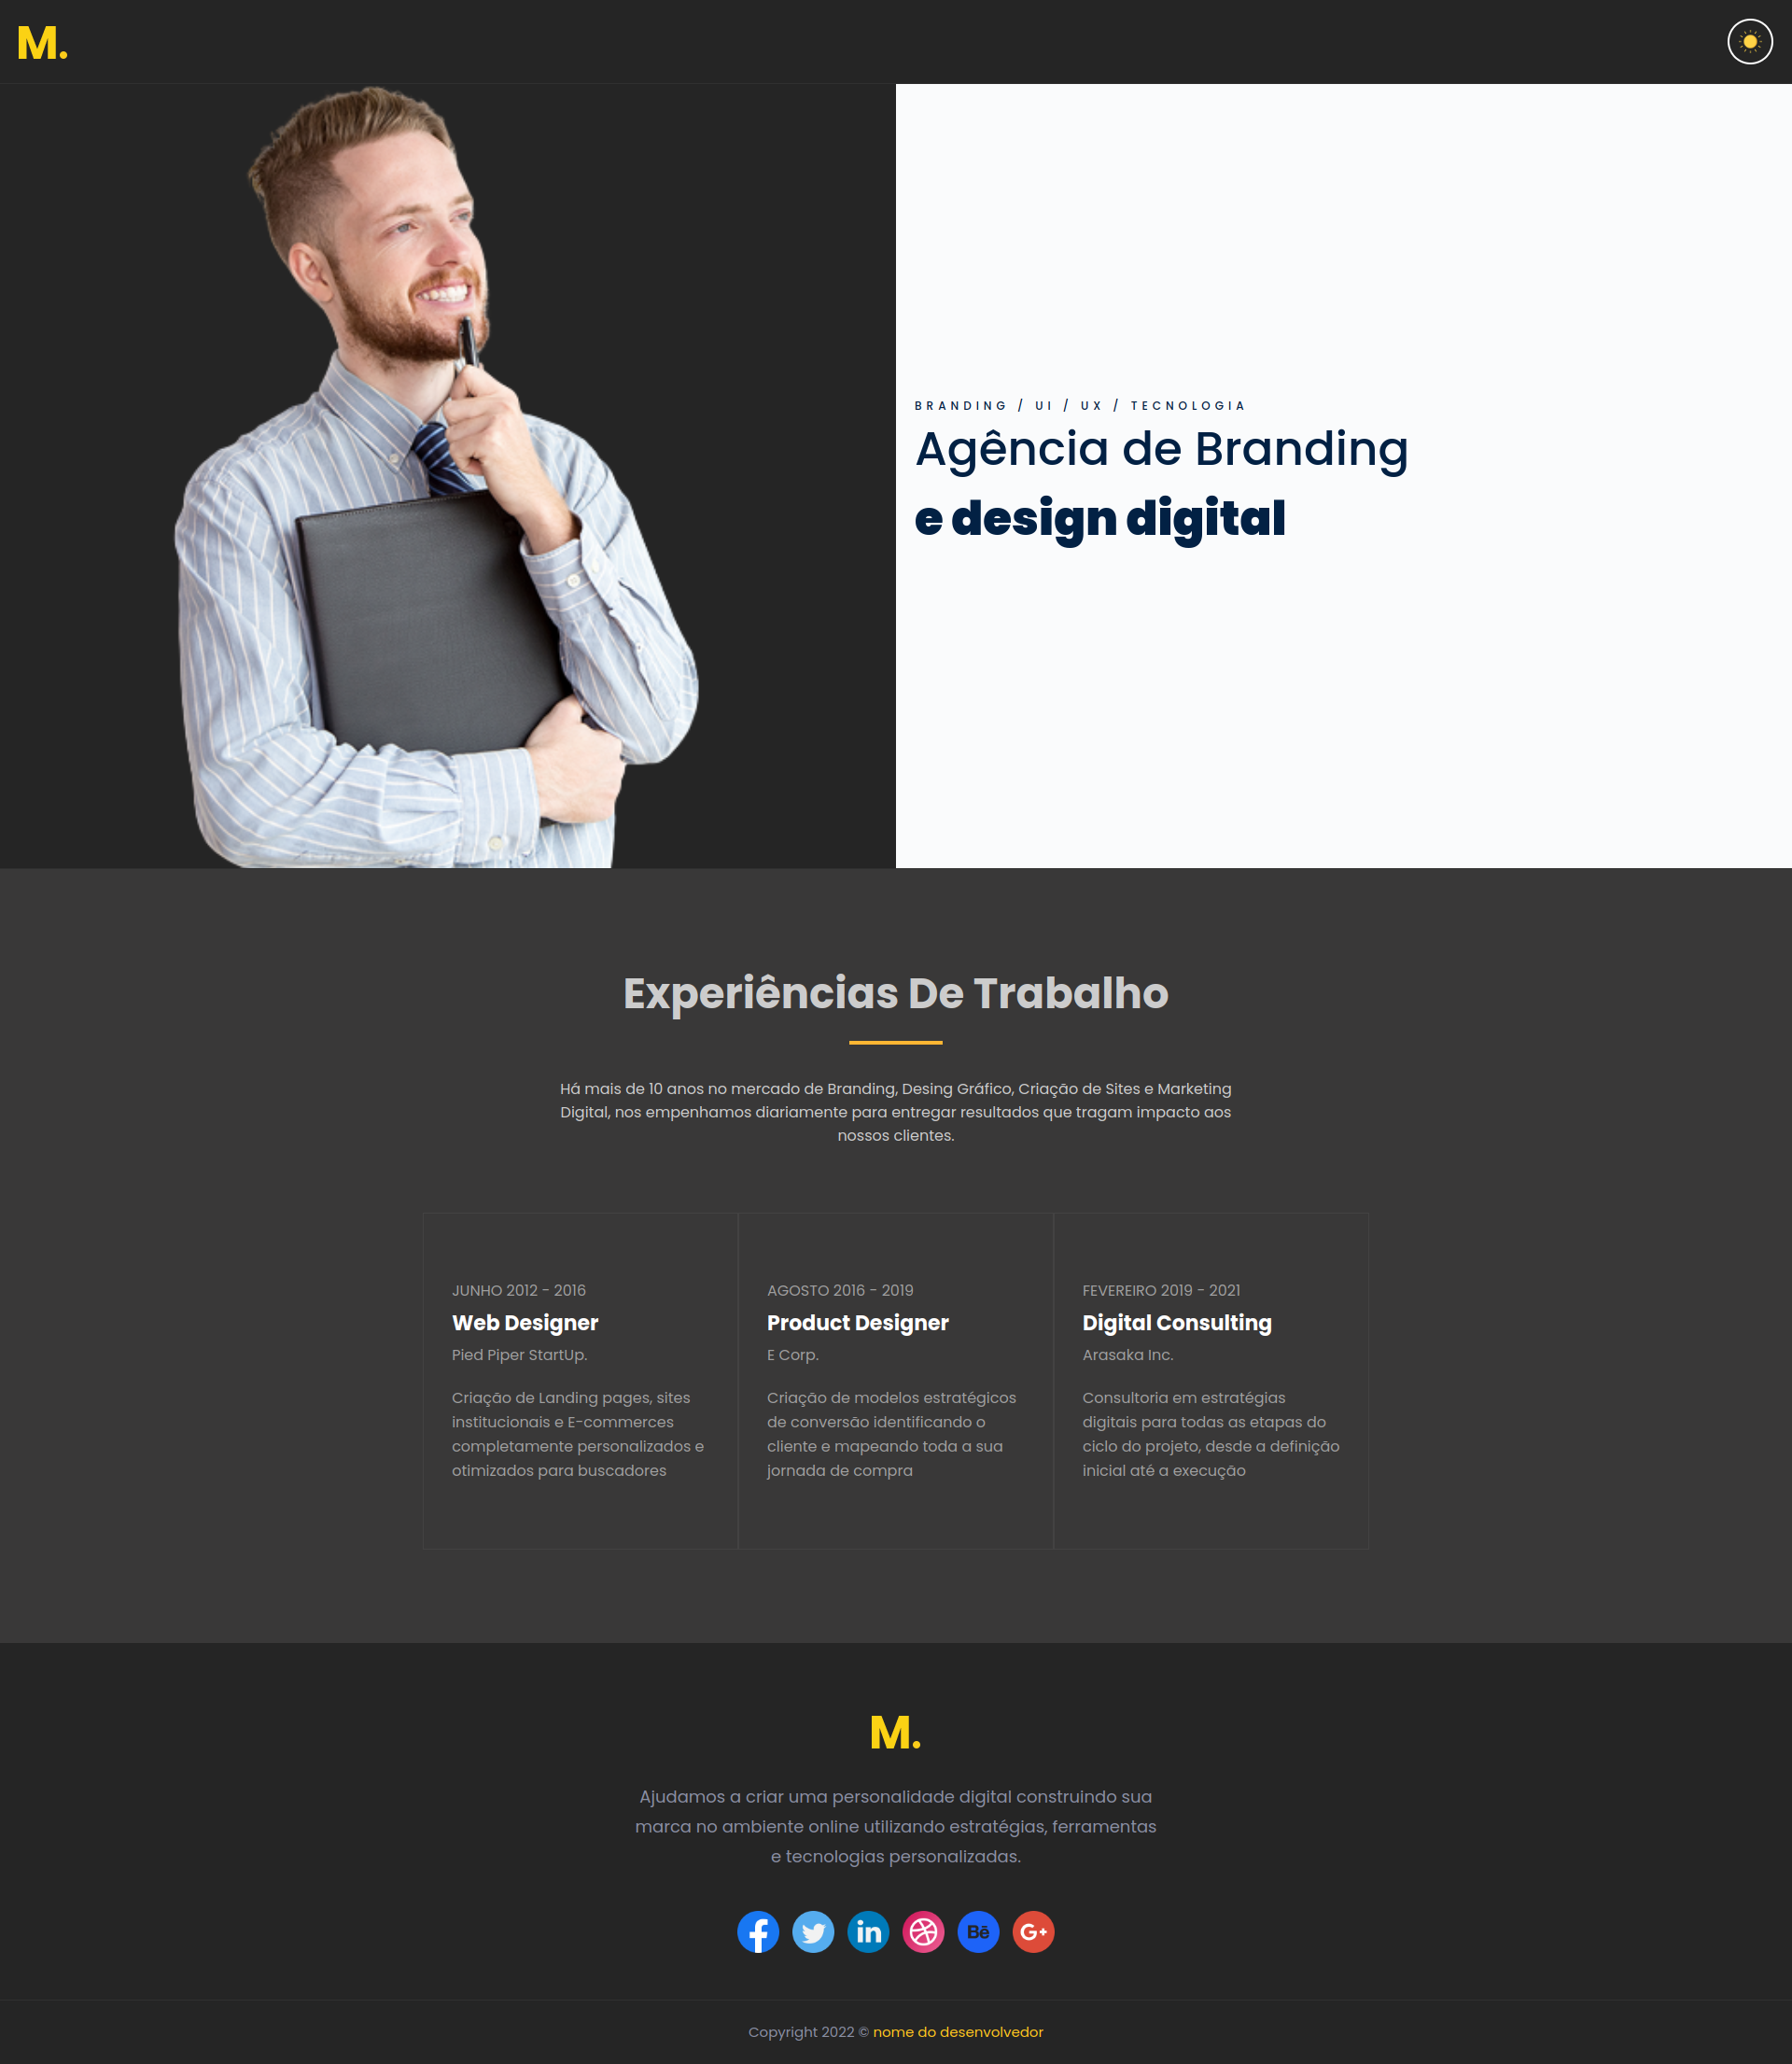 M.
BRANDING / UI / UX / TECNOLOGIA
Agência de Branding
e design digital
Experiências De Trabalho
Há mais de 10 anos no mercado de Branding, Desing Gráfico, Criação de Sites e Marketing
Digital, nos empenhamos diariamente para entregar resultados que tragam impacto aos
nossos clientes.
JUNHO 2012 - 2016
Web Designer
Pied Piper StartUp.
Criação de Landing pages, sites
institucionais e E-commerces
completamente personalizados e
otimizados para buscadores
AGOSTO 2016 - 2019
Product Designer
E Corp.
Criação de modelos estratégicos
de conversão identificando o
cliente e mapeando toda a sua
jornada de compra
FEVEREIRO 2019 - 2021
Digital Consulting
Arasaka Inc.
Consultoria em estratégias
digitais para todas as etapas do
ciclo do projeto, desde a definição
inicial até a execução
M.
Ajudamos a criar uma personalidade digital construindo sua
marca no ambiente online utilizando estratégias, ferramentas
e tecnologias personalizadas.
f in Bē G+
Copyright 2022 © nome do desenvolvedor